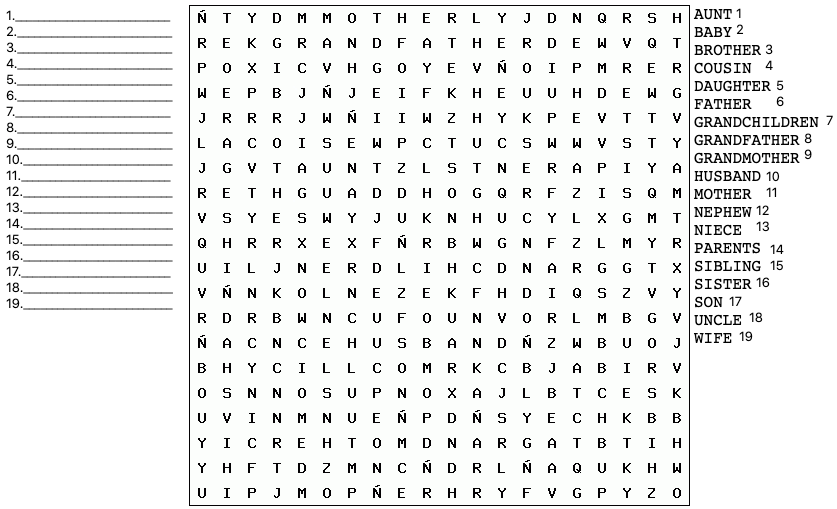 1.
2.
3.
4.
5.
6.
7.
8.
9.
10.
11.
12.
13.
14.
15.
16.
17.
18.
19.
Ñ T Y D M M O T H E R L Y J D N Q R S H
R E K G R A N D F A T H E R D E W V Q T
P O X I C V H G O Y E V Ñ O I P M R E R
W E P B J Ñ J E I F K H E U U H D E W G
J R R R J W Ñ I I W Z H Y K P E V T T V
L A C O I S E W P C T U C S W W V S T Y
J G V T A U N T Z L S T N E R A P I Y A
R E T H G U A D D H O G Q R F Z I S Q M
V S Y E S W Y J U K N H U C Y L X G M T
Q H R R X E X F Ñ R B W G N F Z L M Y R
U I L J N E R D L I H C D N A R G G T X
V Ñ N K O L N E Z E K F H D I Q S Z V Y
R D R B W N C U F O U N V O R L M B G V
Ñ A C N C E H U S B A N D Ñ Z W B U O J
B H Y C I L L C O M R K C B J A B I R V
O S N N O S U P N O X A J L B T C E S K
U V I N M N U E Ñ P D Ñ S Y E C H K B B
Y I C R E H T O M D N A R G A T B T I H
Y H F T D Z M N C Ñ D R L Ñ A Q U K H W
U I P J M O P Ñ E R H R Y F V G P Y Z O
AUNT 1
BABY 2
BROTHER 3
COUSIN 4
DAUGHTER 5
FATHER 6
GRANDCHILDREN 7
GRANDFATHER 8
GRANDMOTHER 9
HUSBAND 10
MOTHER 11
NEPHEW 12
NIECE 13
PARENTS 14
SIBLING 15
SISTER 16
SON 17
UNCLE 18
WIFE 19